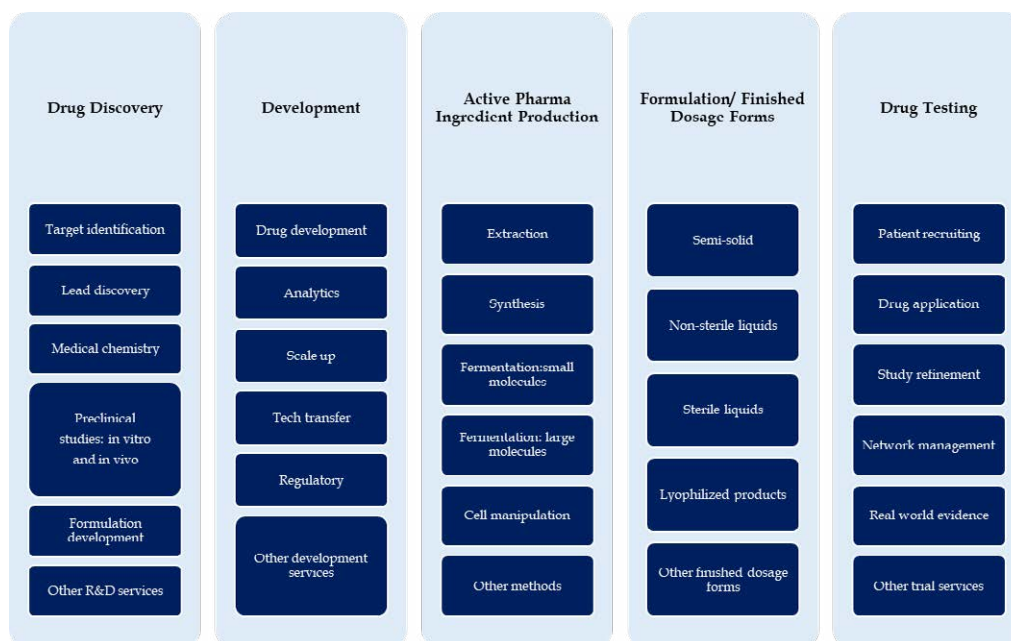 Drug Discovery
Target identification
Lead discovery
Medical chemistry
Preclinical
studies: in vitro
and in vivo
Formulation
development
Other R&D services
Development
Drug development
Analytics
Scale up
Tech transfer
Regulatory
Other development
services
Active Pharma
Ingredient Production
Extraction
Synthesis
Fermentation:small
molecules
Fermentation: large
molecules
Cell manipulation
Other methods
Formulation/ Finished
Dosage Forms
Semi-solid
Non-sterile liquids
Sterile liquids
Lyophilized products
Other finished dosage
forms
Drug Testing
Patient recruiting
Drug application
Study refinement
Network management
Real world evidence
Other trial services